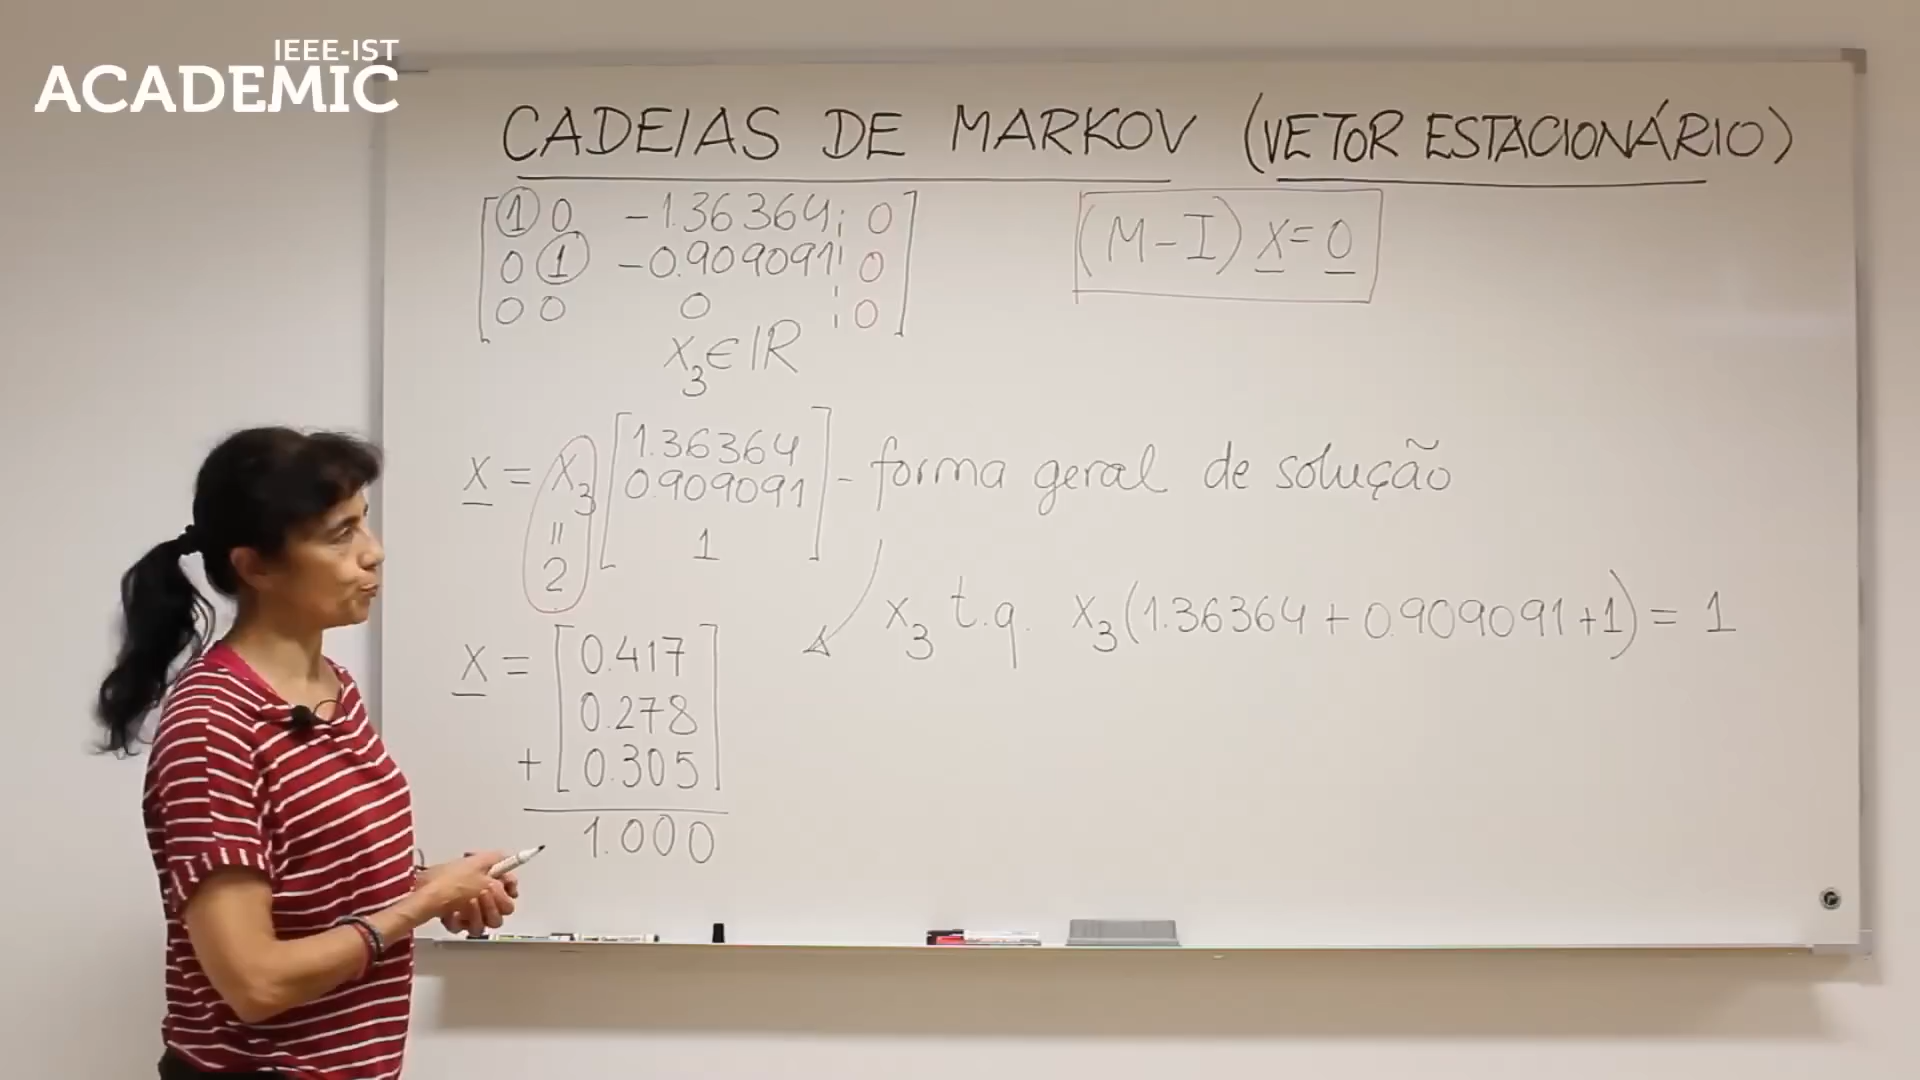 IEEE-IST
ACADEMIC
CADEIAS DE MARKOV (VETOR ESTACIONÁRIO)
[1 0 -1.36364 ¦ 0]
[0 1 -0.909091 ¦ 0]
[0 0 0 ¦ 0]
(M-I) x = 0
x3 ∈ IR
x = x3 [1.36364
0.909091
1] - forma geral de solução
=
2
x3 t.q. x3(1.36364+0.909091+1) = 1
x = [0.417
0.278
+ 0.305]
1.000